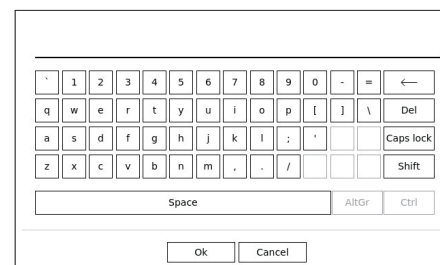 ` 1 2 3 4 5 6 7 8 9 0 - = ←
q w e r t y u i o p [ ] \ Del
a s d f g h j k l ; ' Caps lock
z x c v b n m , . / Shift
Space AltGr Ctrl
Ok Cancel